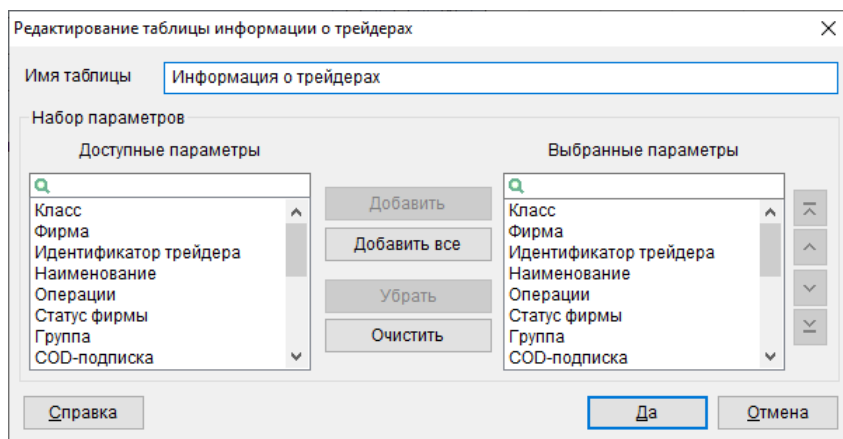 Редактирование таблицы информации о трейдерах
Имя таблицы
Информация о трейдерах
Набор параметров
Доступные параметры
Класс
Фирма
Идентификатор трейдера
Наименование
Операции
Статус фирмы
Группа
COD-подписка
Добавить
Добавить все
Убрать
Очистить
Выбранные параметры
Класс
Фирма
Идентификатор трейдера
Наименование
Операции
Статус фирмы
Группа
COD-подписка
Справка
Да
Отмена